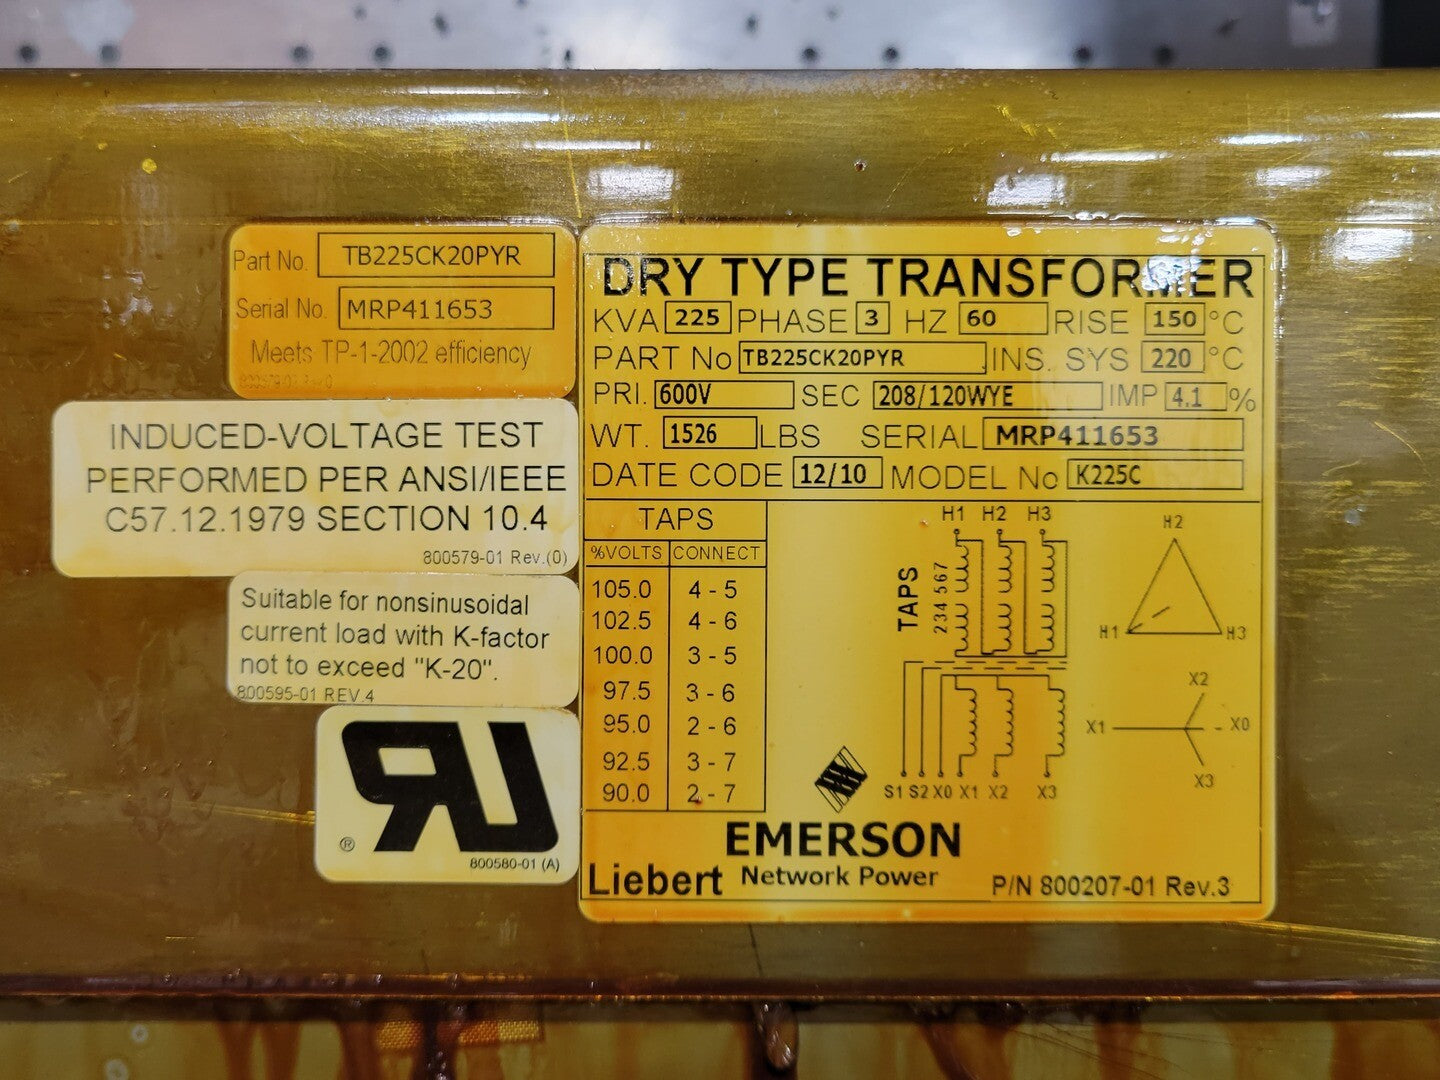 Part No. TB225CK20PYR
Serial No. MRP411653
Meets TP-1-2002 efficiency
INDUCED-VOLTAGE TEST
PERFORMED PER ANSI/IEEE
C57.12.1979 SECTION 10.4
800579-01 Rev.(0)
Suitable for nonsinusoidal
current load with K-factor
not to exceed "K-20".
800595-01 REV.4
®
800580-01 (A)
DRY TYPE TRANSFORMER
KVA 225 PHASE 3 HZ 60 RISE 150 °C
PART No TB225CK20PYR INS. SYS 220 °C
PRI. 600V SEC 208/120WYE IMP 4.1 %
WT. 1526 LBS SERIAL MRP411653
DATE CODE 12/10 MODEL No K225C
TAPS
%VOLTS CONNECT
105.0 4 - 5
102.5 4 - 6
100.0 3 - 5
97.5 3 - 6
95.0 2 - 6
92.5 3 - 7
90.0 2 - 7
H1 H2 H3
TAPS
234 567
S1 S2 X0 X1 X2 X3
H2
H1 H3
X2
X1 X0
X3
EMERSON
Liebert Network Power
P/N 800207-01 Rev.3